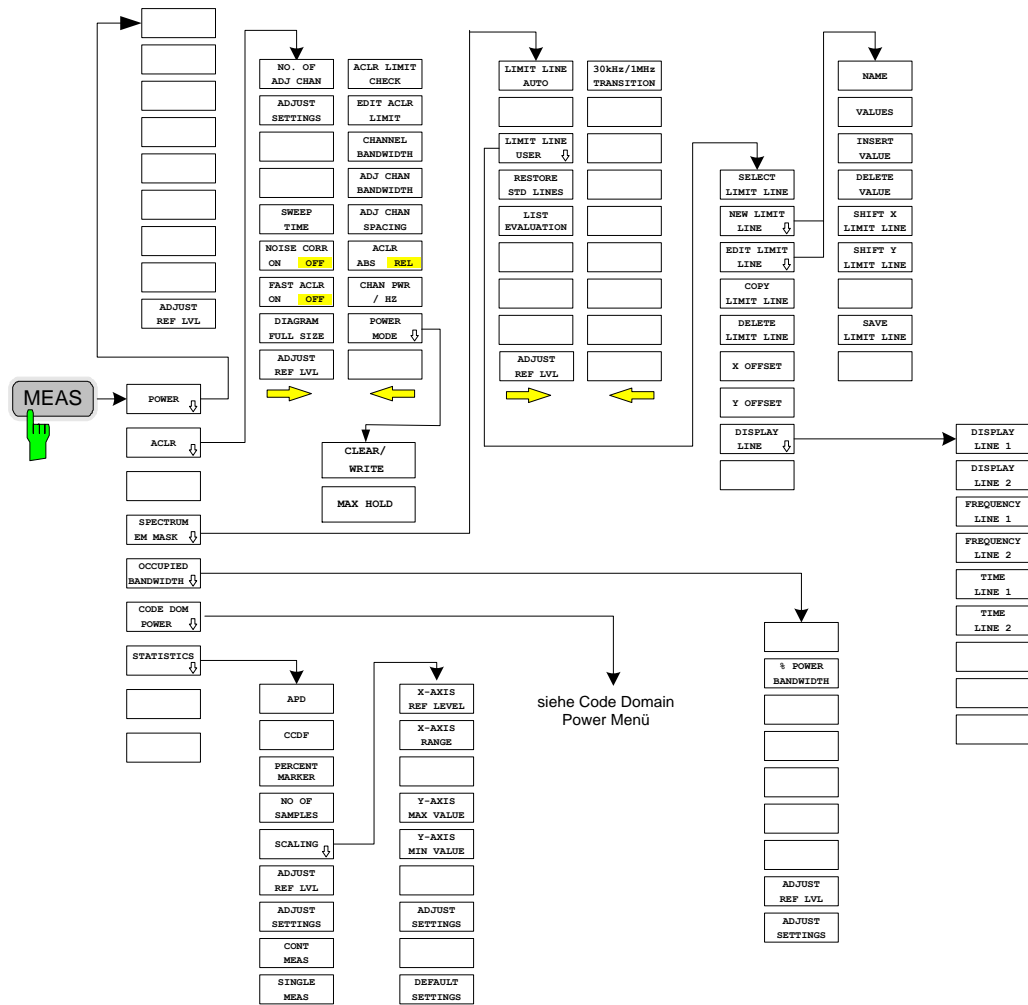 ADJUST
REF LVL
NO. OF
ADJ CHAN
ADJUST
SETTINGS
SWEEP
TIME
NOISE CORR
ON OFF
FAST ACLR
ON OFF
DIAGRAM
FULL SIZE
ADJUST
REF LVL
ACLR LIMIT
CHECK
EDIT ACLR
LIMIT
CHANNEL
BANDWIDTH
ADJ CHAN
BANDWIDTH
ADJ CHAN
SPACING
ACLR
ABS REL
CHAN PWR
/ HZ
POWER
MODE
CLEAR/
WRITE
MAX HOLD
LIMIT LINE
AUTO
LIMIT LINE
USER
RESTORE
STD LINES
LIST
EVALUATION
ADJUST
REF LVL
30kHz/1MHz
TRANSITION
SELECT
LIMIT LINE
NEW LIMIT
LINE
EDIT LIMIT
LINE
COPY
LIMIT LINE
DELETE
LIMIT LINE
X OFFSET
Y OFFSET
DISPLAY
LINE
NAME
VALUES
INSERT
VALUE
DELETE
VALUE
SHIFT X
LIMIT LINE
SHIFT Y
LIMIT LINE
SAVE
LIMIT LINE
DISPLAY
LINE 1
DISPLAY
LINE 2
FREQUENCY
LINE 1
FREQUENCY
LINE 2
TIME
LINE 1
TIME
LINE 2
MEAS
POWER
ACLR
SPECTRUM
EM MASK
OCCUPIED
BANDWIDTH
CODE DOM
POWER
STATISTICS
APD
CCDF
PERCENT
MARKER
NO OF
SAMPLES
SCALING
ADJUST
REF LVL
ADJUST
SETTINGS
CONT
MEAS
SINGLE
MEAS
X-AXIS
REF LEVEL
X-AXIS
RANGE
Y-AXIS
MAX VALUE
Y-AXIS
MIN VALUE
ADJUST
SETTINGS
DEFAULT
SETTINGS
siehe Code Domain
Power Menü
% POWER
BANDWIDTH
ADJUST
REF LVL
ADJUST
SETTINGS